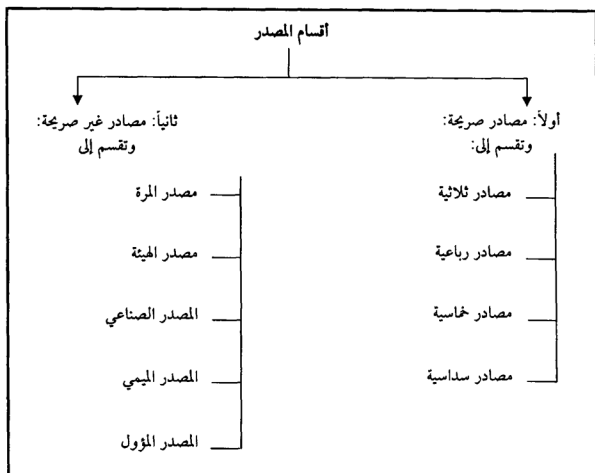 أقسام المصدر
أولاً: مصادر صريحة:
وتقسم إلى:
مصادر ثلاثية
مصادر رباعية
مصادر خماسية
مصادر سداسية
ثانياً: مصادر غير صريحة:
وتقسم إلى
مصدر المرة
مصدر الهيئة
المصدر الصناعي
المصدر الميمي
المصدر المؤول